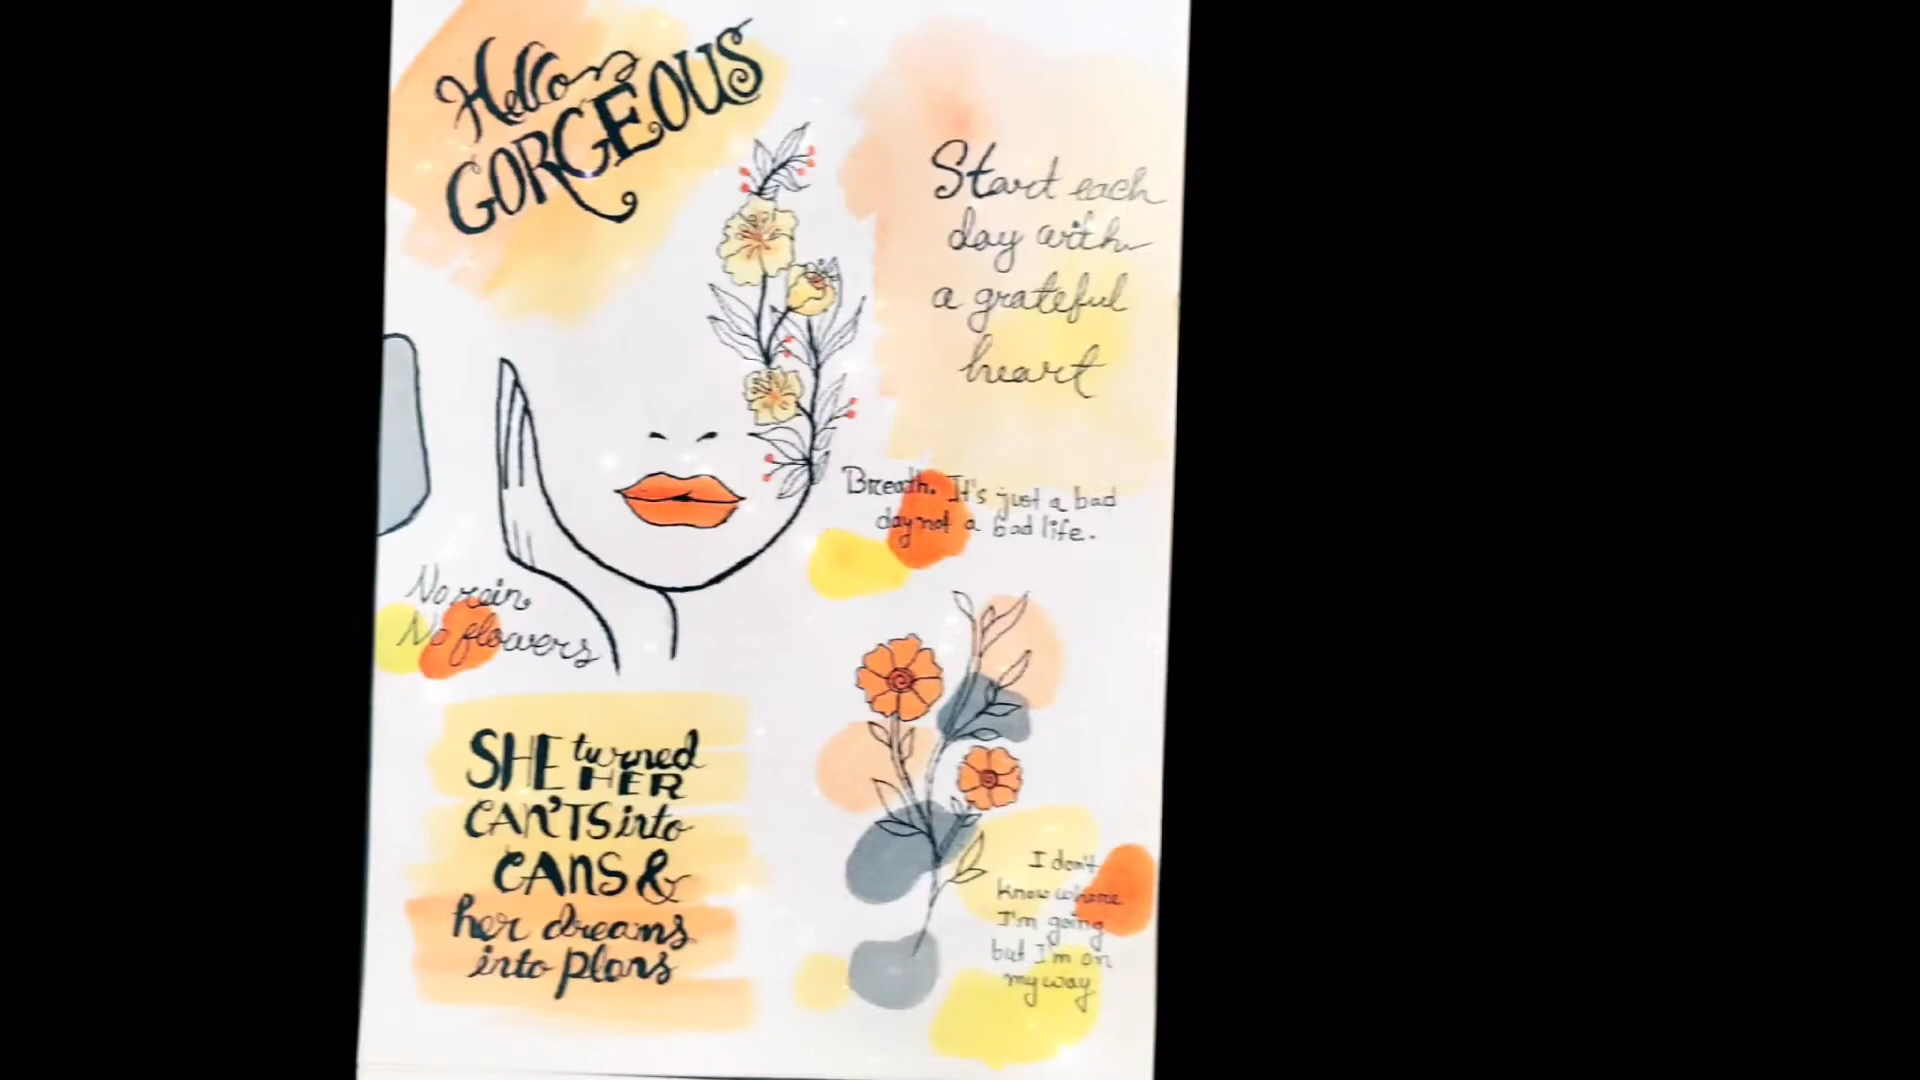 Hello
GORGEOUS
Start each
day with
a grateful
heart
Breath. It's just a bad
day not a bad life.
No rein
No flowers
SHE turned
HER
CAN'TS into
CANS &
her dreams
into plans
I don't
know where
I'm going
but I'm on
my way